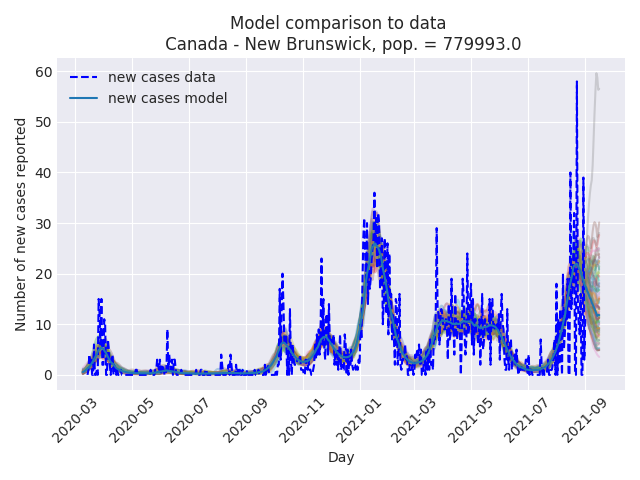 Model comparison to data
Canada - New Brunswick, pop. = 779993.0
new cases data
new cases model
Number of new cases reported
60
50
40
30
20
10
0
2020-03
2020-05
2020-07
2020-09
2020-11
2021-01
2021-03
2021-05
2021-07
2021-09
Day